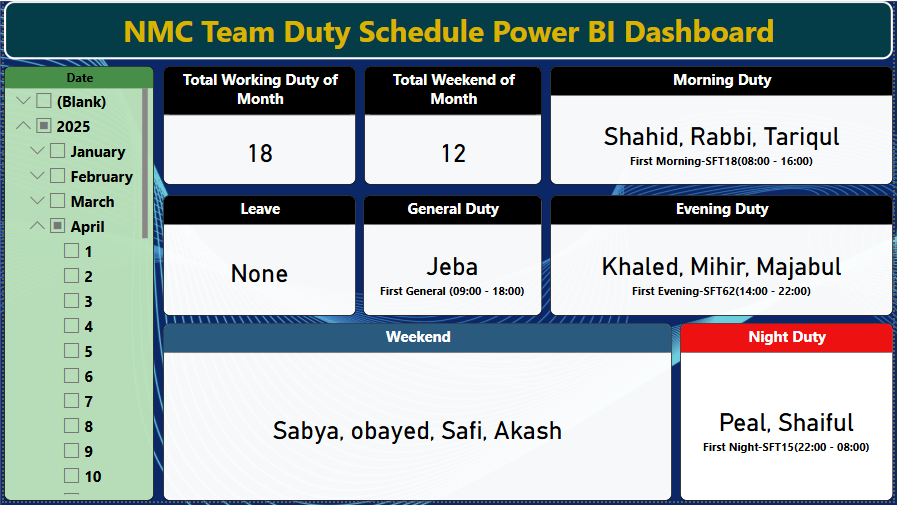 NMC Team Duty Schedule Power BI Dashboard
Date
(Blank)
2025
January
February
March
April
1
2
3
4
5
6
7
8
9
10
Total Working Duty of
Month
18
Total Weekend of
Month
12
Morning Duty
Shahid, Rabbi, Tariqul
First Morning-SFT18(08:00 - 16:00)
Leave
None
General Duty
Jeba
First General (09:00 - 18:00)
Evening Duty
Khaled, Mihir, Majabul
First Evening-SFT62(14:00 - 22:00)
Weekend
Sabya, obayed, Safi, Akash
Night Duty
Peal, Shaiful
First Night-SFT15(22:00 - 08:00)